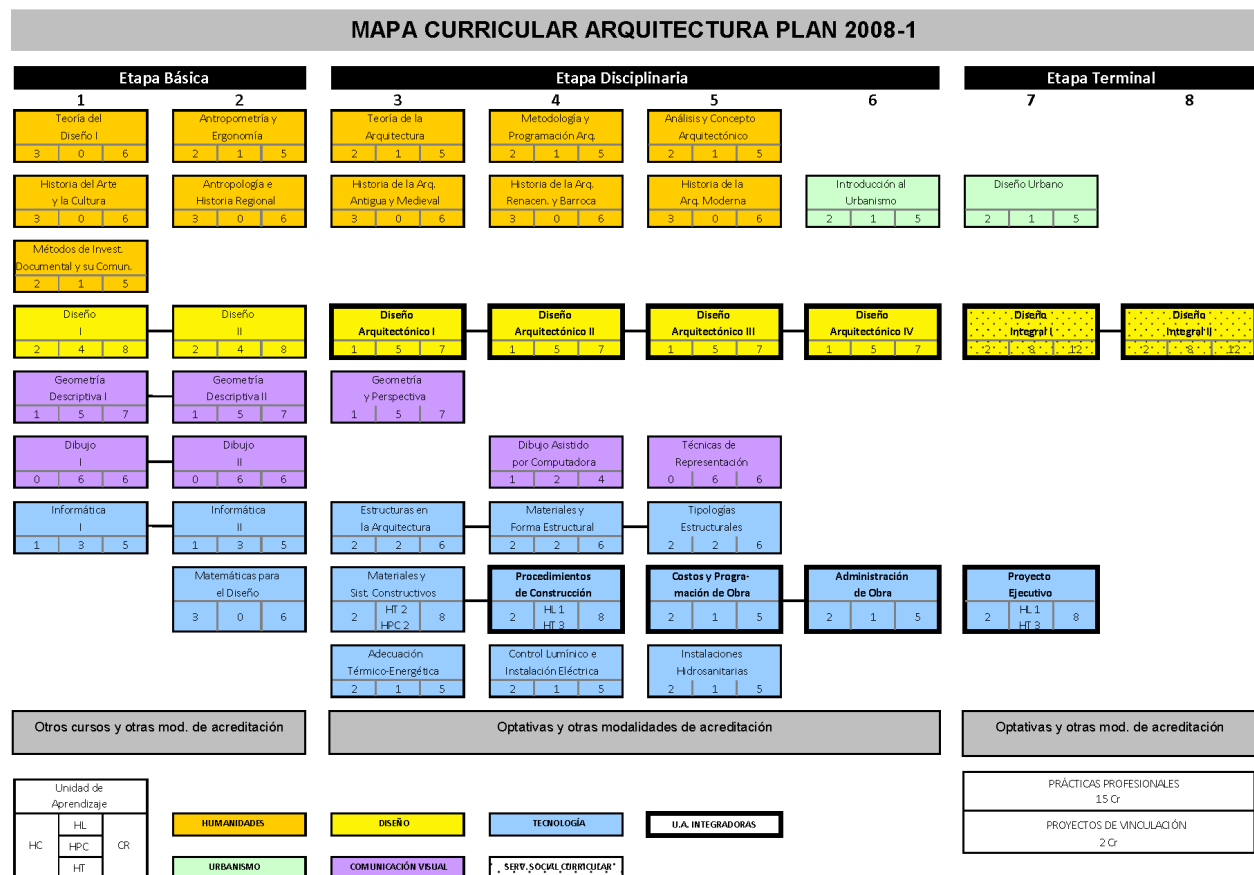 MAPA CURRICULAR ARQUITECTURA PLAN 2008-1
Etapa Básica
Etapa Disciplinaria
Etapa Terminal
1 2 3 4 5 6 7 8
Teoría del
Diseño I
3 0 6
Antropometría y
Ergonomía
2 1 5
Teoría de la
Arquitectura
2 1 5
Metodología y
Programación Arq.
2 1 5
Análisis y Concepto
Arquitectónico
2 1 5
Historia del Arte
y la Cultura
3 0 6
Antropología e
Historia Regional
3 0 6
Historia de la Arq.
Antigua y Medieval
3 0 6
Historia de la Arq.
Renacen. y Barroca
3 0 6
Historia de la
Arq. Moderna
3 0 6
Introducción al
Urbanismo
2 1 5
Diseño Urbano
2 1 5
Métodos de Invest.
Documental y su Comun.
2 1 5
Diseño
I
2 4 8
Diseño
II
2 4 8
Diseño
Arquitectónico I
1 5 7
Diseño
Arquitectónico II
1 5 7
Diseño
Arquitectónico III
1 5 7
Diseño
Arquitectónico IV
1 5 7
Diseño
Integral I
2 8 12
Diseño
Integral II
2 8 12
Geometría
Descriptiva I
1 5 7
Geometría
Descriptiva II
1 5 7
Geometría
y Perspectiva
1 5 7
Dibujo
I
0 6 6
Dibujo
II
0 6 6
Dibujo Asistido
por Computadora
1 2 4
Técnicas de
Representación
0 6 6
Informática
I
1 3 5
Informática
II
1 3 5
Estructuras en
la Arquitectura
2 2 6
Materiales y
Forma Estructural
2 2 6
Tipologías
Estructurales
2 2 6
Matemáticas para
el Diseño
3 0 6
Materiales y
Sist. Constructivos
2 HT 2 8
HPC 2
Procedimientos
de Construcción
2 HL 1 8
HT 3
Costos y Progra-
mación de Obra
2 1 5
Administración
de Obra
2 1 5
Proyecto
Ejecutivo
2 HL 1 8
HT 3
Adecuación
Térmico-Energética
2 1 5
Control Lumínico e
Instalación Eléctrica
2 1 5
Instalaciones
Hidrosanitarias
2 1 5
Otros cursos y otras mod. de acreditación
Optativas y otras modalidades de acreditación
Optativas y otras mod. de acreditación
Unidad de
Aprendizaje
HL
HC HPC CR
HT
HUMANIDADES
DISEÑO
TECNOLOGÍA
U.A. INTEGRADORAS
URBANISMO
COMUNICACIÓN VISUAL
SERV. SOCIAL CURRICULAR
PRÁCTICAS PROFESIONALES
15 Cr
PROYECTOS DE VINCULACIÓN
2 Cr